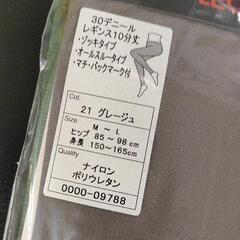 30デニール
レギンス10分丈
・ゾッキタイプ
・オールスルータイプ
・マチ・バックマーク付
Col.
21 グレージュ
Size
M ～ L
ヒップ 85～98cm
身長 150～165cm
Quality
ナイロン
ポリウレタン
0000-09788